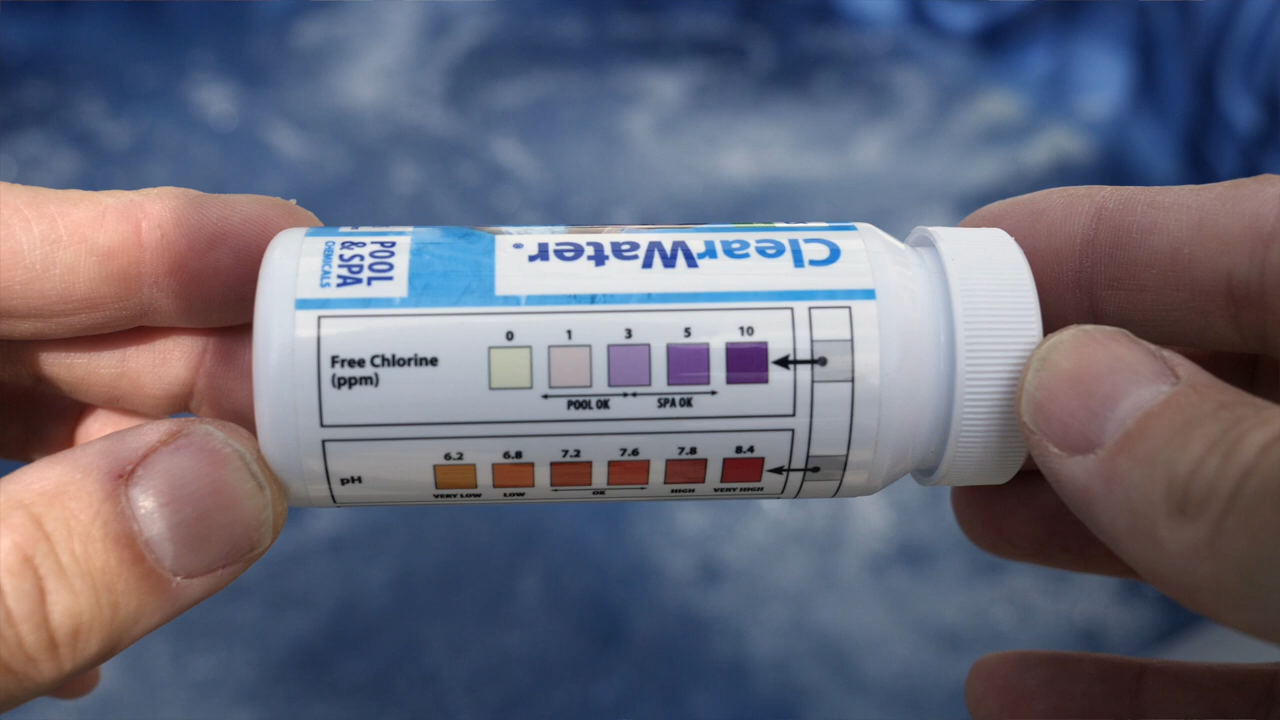 ClearWater®
POOL
& SPA
CHEMICALS
0 1 3 5 10
Free Chlorine
(ppm)
POOL OK SPA OK
6.2 6.8 7.2 7.6 7.8 8.4
pH
VERY LOW LOW OK HIGH VERY HIGH